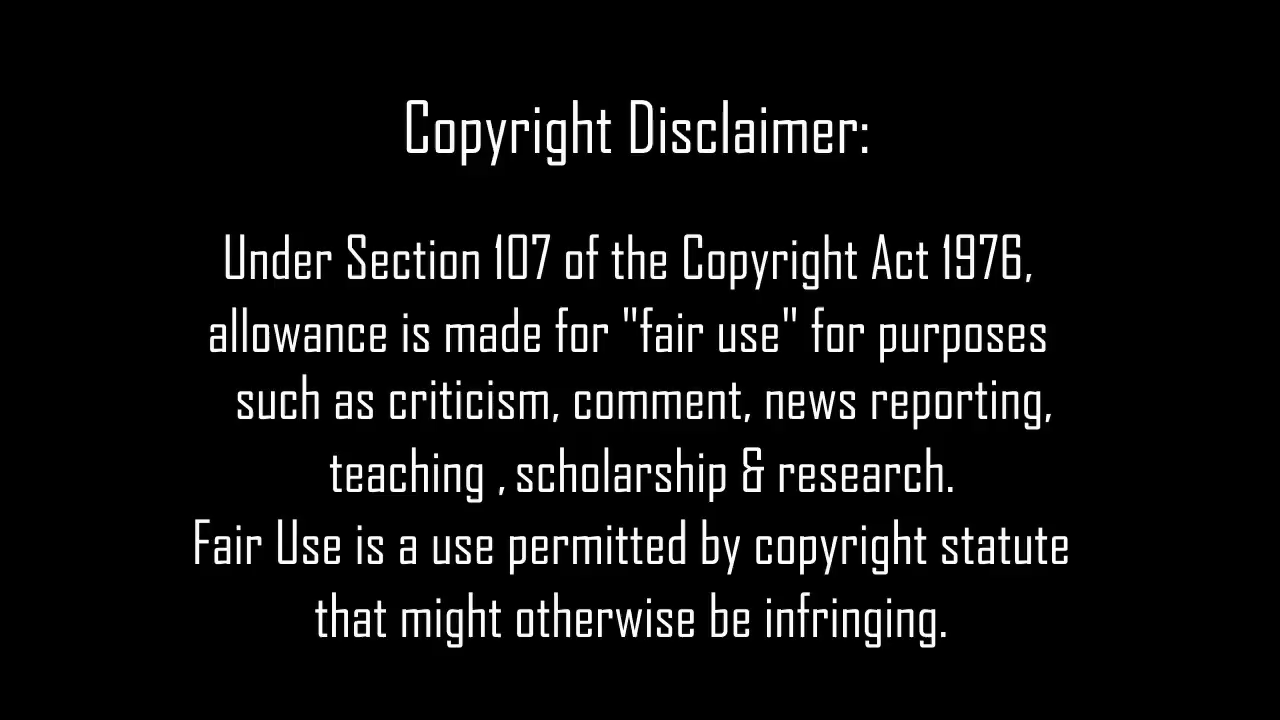 Copyright Disclaimer:
Under Section 107 of the Copyright Act 1976,
allowance is made for "fair use" for purposes
such as criticism, comment, news reporting,
teaching , scholarship & research.
Fair Use is a use permitted by copyright statute
that might otherwise be infringing.